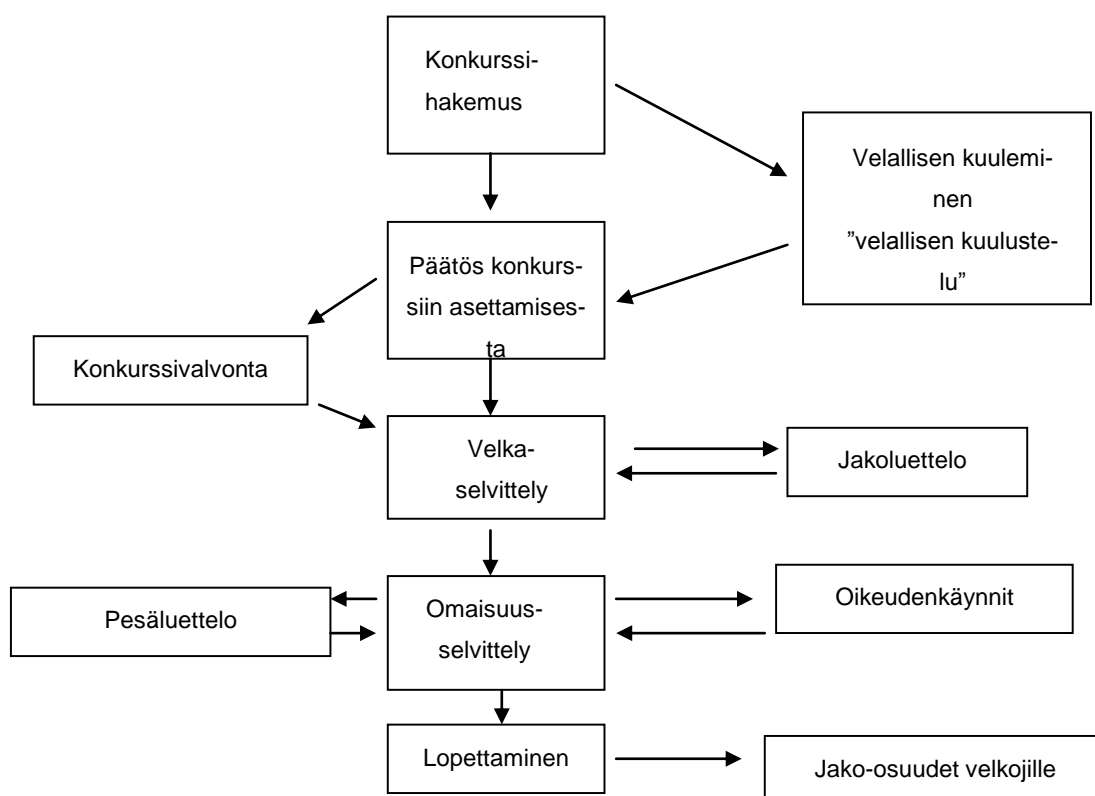 Konkurssi-
hakemus
Velallisen kuulemi-
nen
”velallisen kuuluste-
lu”
Päätös konkurs-
siin asettamises-
ta
Konkurssivalvonta
Velka-
selvittely
Jakoluettelo
Pesäluettelo
Omaisuus-
selvittely
Oikeudenkäynnit
Lopettaminen
Jako-osuudet velkojille